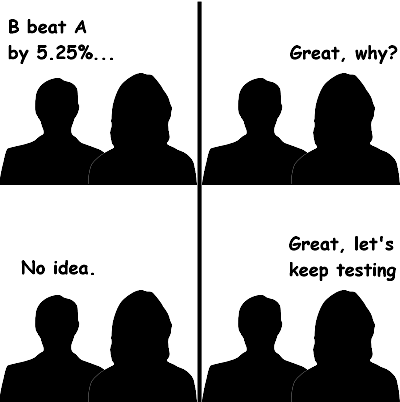 B beat A
by 5.25%...
Great, why?
No idea.
Great, let's
keep testing